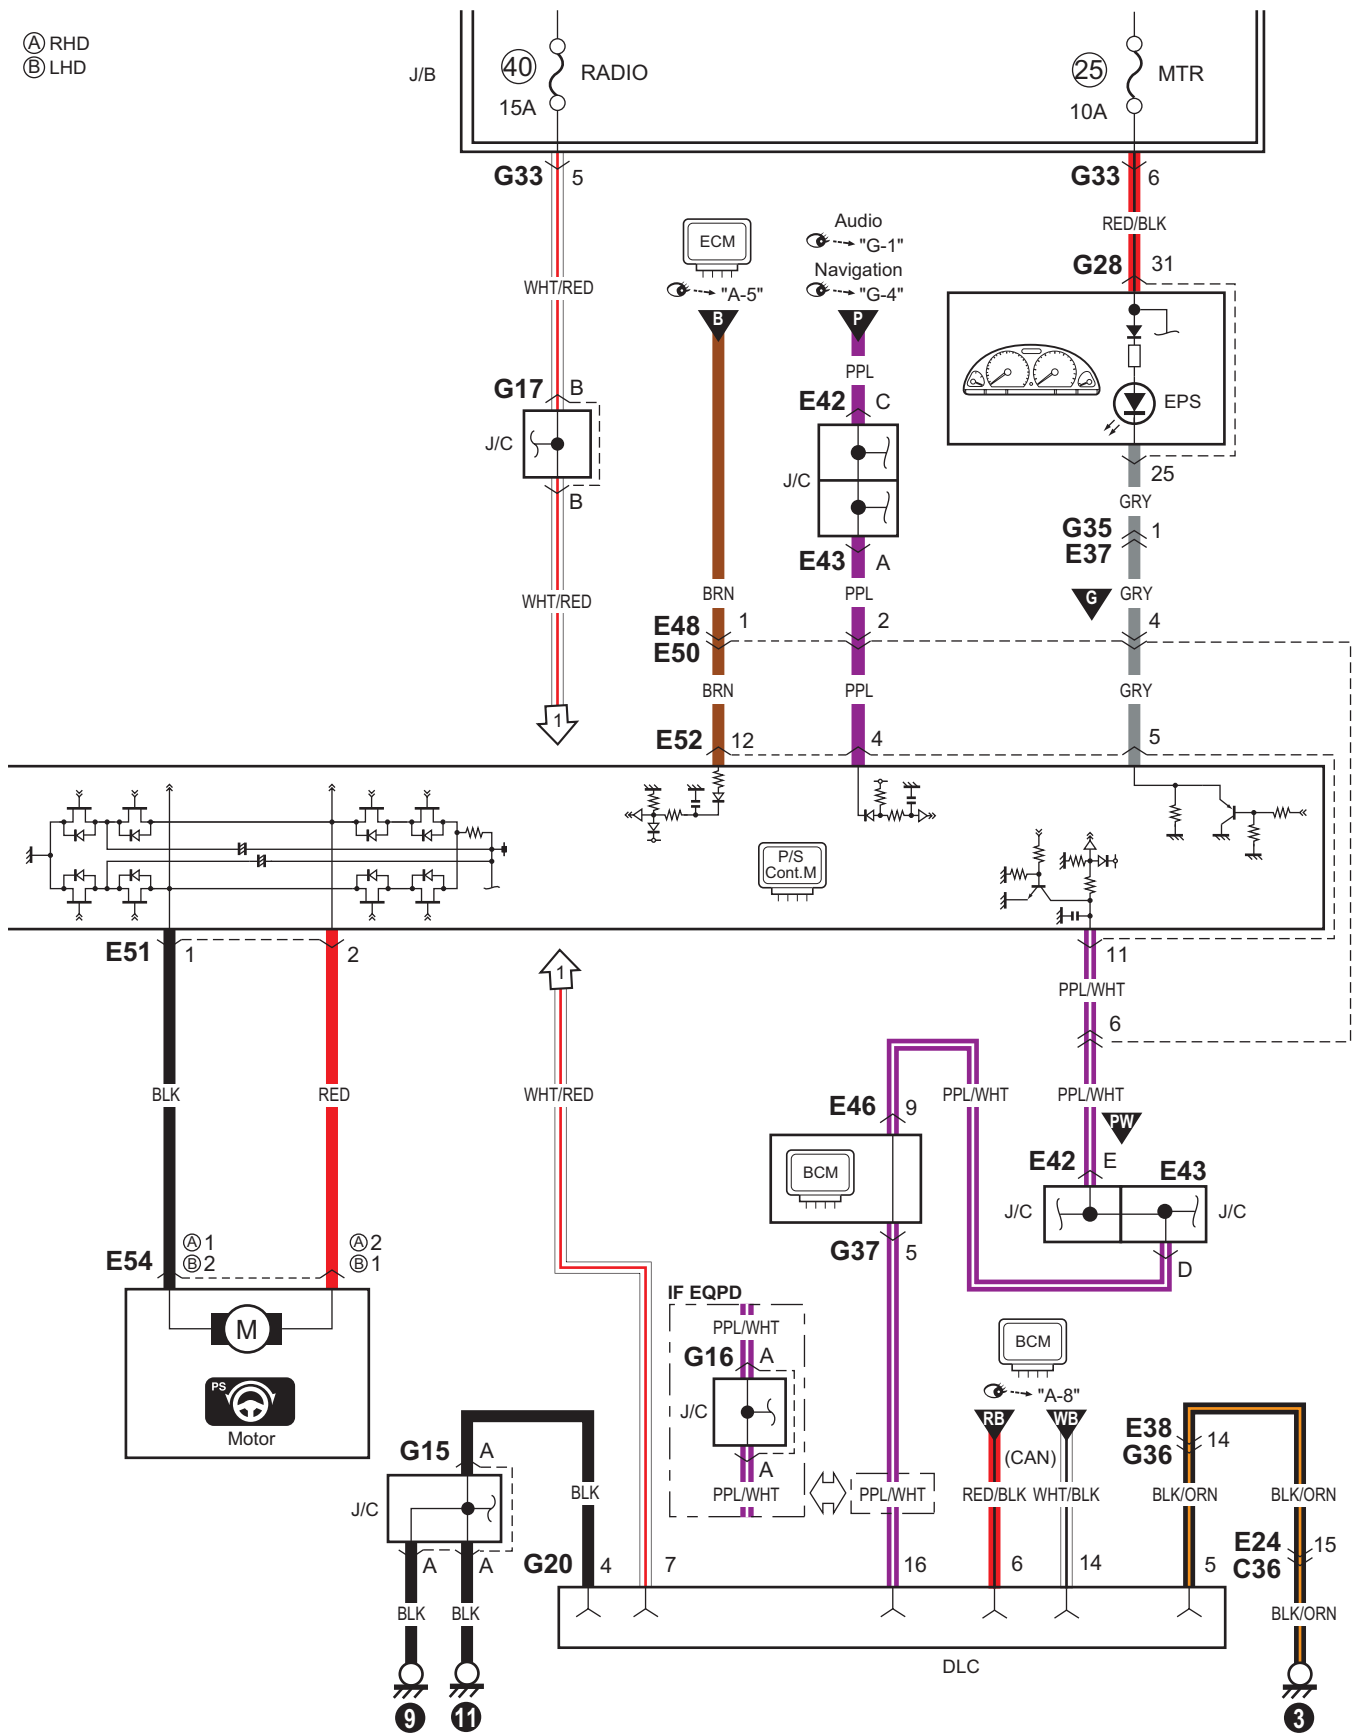 Ⓐ RHD
Ⓑ LHD
J/B
40 RADIO
15A
25 MTR
10A
G33 5
G33 6
RED/BLK
Audio
"G-1"
Navigation
"G-4"
ECM
"A-5"
G28 31
WHT/RED
B
P
PPL
G17 B
E42 C
EPS
J/C
J/C
B
25
GRY
G35 1
E37
E43 A
WHT/RED
BRN
PPL
G
GRY
E48 1
E50
2
4
BRN
PPL
GRY
1
E52 12
4
5
P/S
Cont.M
E51 1
2
1
11
PPL/WHT
6
BLK
RED
WHT/RED
PPL/WHT
PPL/WHT
E46 9
PW
BCM
E42 E
E43
J/C
J/C
G37 5
D
E54
Ⓐ1
Ⓑ2
Ⓐ2
Ⓑ1
M
PS
Motor
IF EQPD
PPL/WHT
G16 A
J/C
A
PPL/WHT
PPL/WHT
BCM
"A-8"
RB
WB
(CAN)
E38 14
G36
RED/BLK
WHT/BLK
BLK/ORN
BLK/ORN
G15 A
J/C
BLK
A
A
E24 15
C36
G20 4
7
16
6
14
5
BLK
BLK
BLK/ORN
DLC
9
11
3